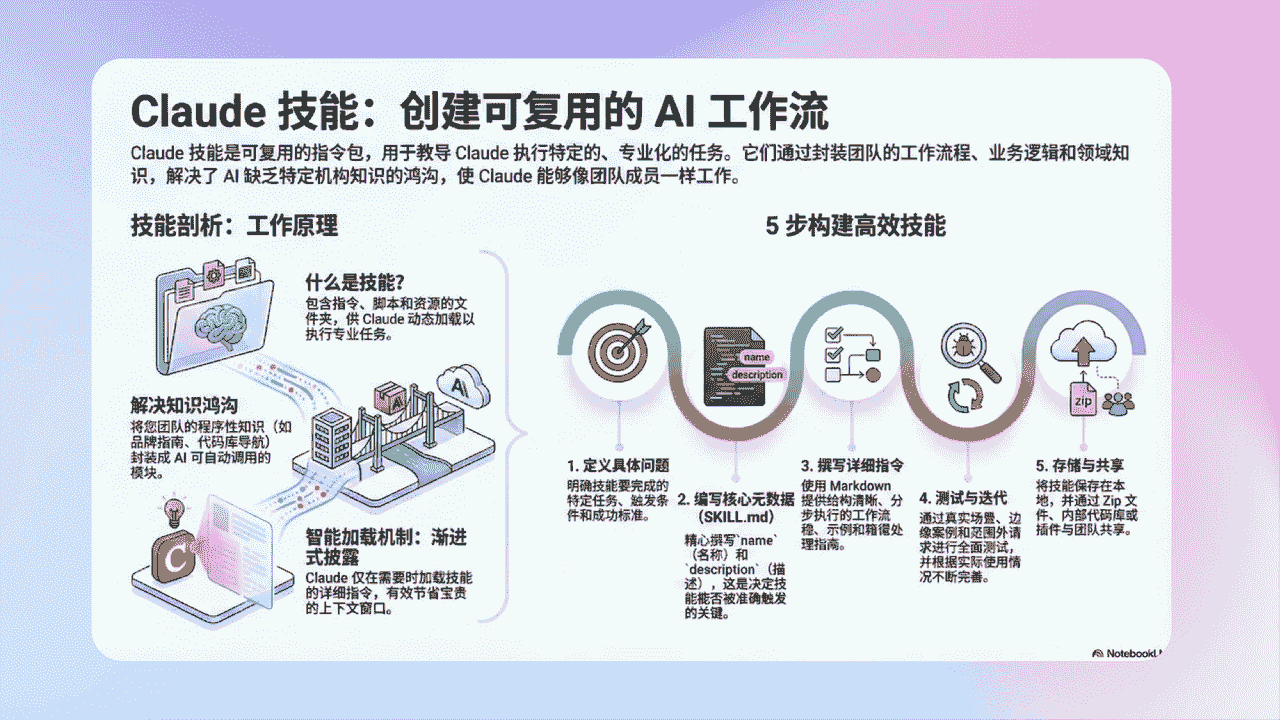 Claude 技能：创建可复用的 AI 工作流
Claude 技能是可复用的指令包，用于教导 Claude 执行特定的、专业化的任务。它们通过封装团队的工作流程、业务逻辑和领域知
识，解决了 AI 缺乏特定机构知识的鸿沟，使 Claude 能够像团队成员一样工作。
技能剖析：工作原理
什么是技能？
包含指令、脚本和资源的文
件夹，供 Claude 动态加载以
执行专业任务。
解决知识鸿沟
将您团队的程序性知识（如
品牌指南、代码库导航）
封装成 AI 可自动调用的
模块。
AI
AI
C
智能加载机制：渐进
式披露
Claude 仅在需要时加载技能
的详细指令，有效节省宝贵
的上下文窗口。
5 步构建高效技能
1. 定义具体问题
明确技能要完成的
特定任务、触发条
件和成功标准。
name
description
2. 编写核心元数据
（SKILL.md）
精心撰写`name`
（名称）和
`description`（描
述），这是决定技
能能否被准确触发
的关键。
3. 撰写详细指令
使用 Markdown
提供结构清晰、分
步执行的工作流
、示例和
理指南。
4. 测试与迭代
通过真实场景、边
缘案例和范围外请
求进行全面测试，
并根据实际使用情
况不断完善。
zip
5. 存储与共享
将技能保存在本
地，并通过 Zip 文
件、内部代码库或
插件与团队共享。